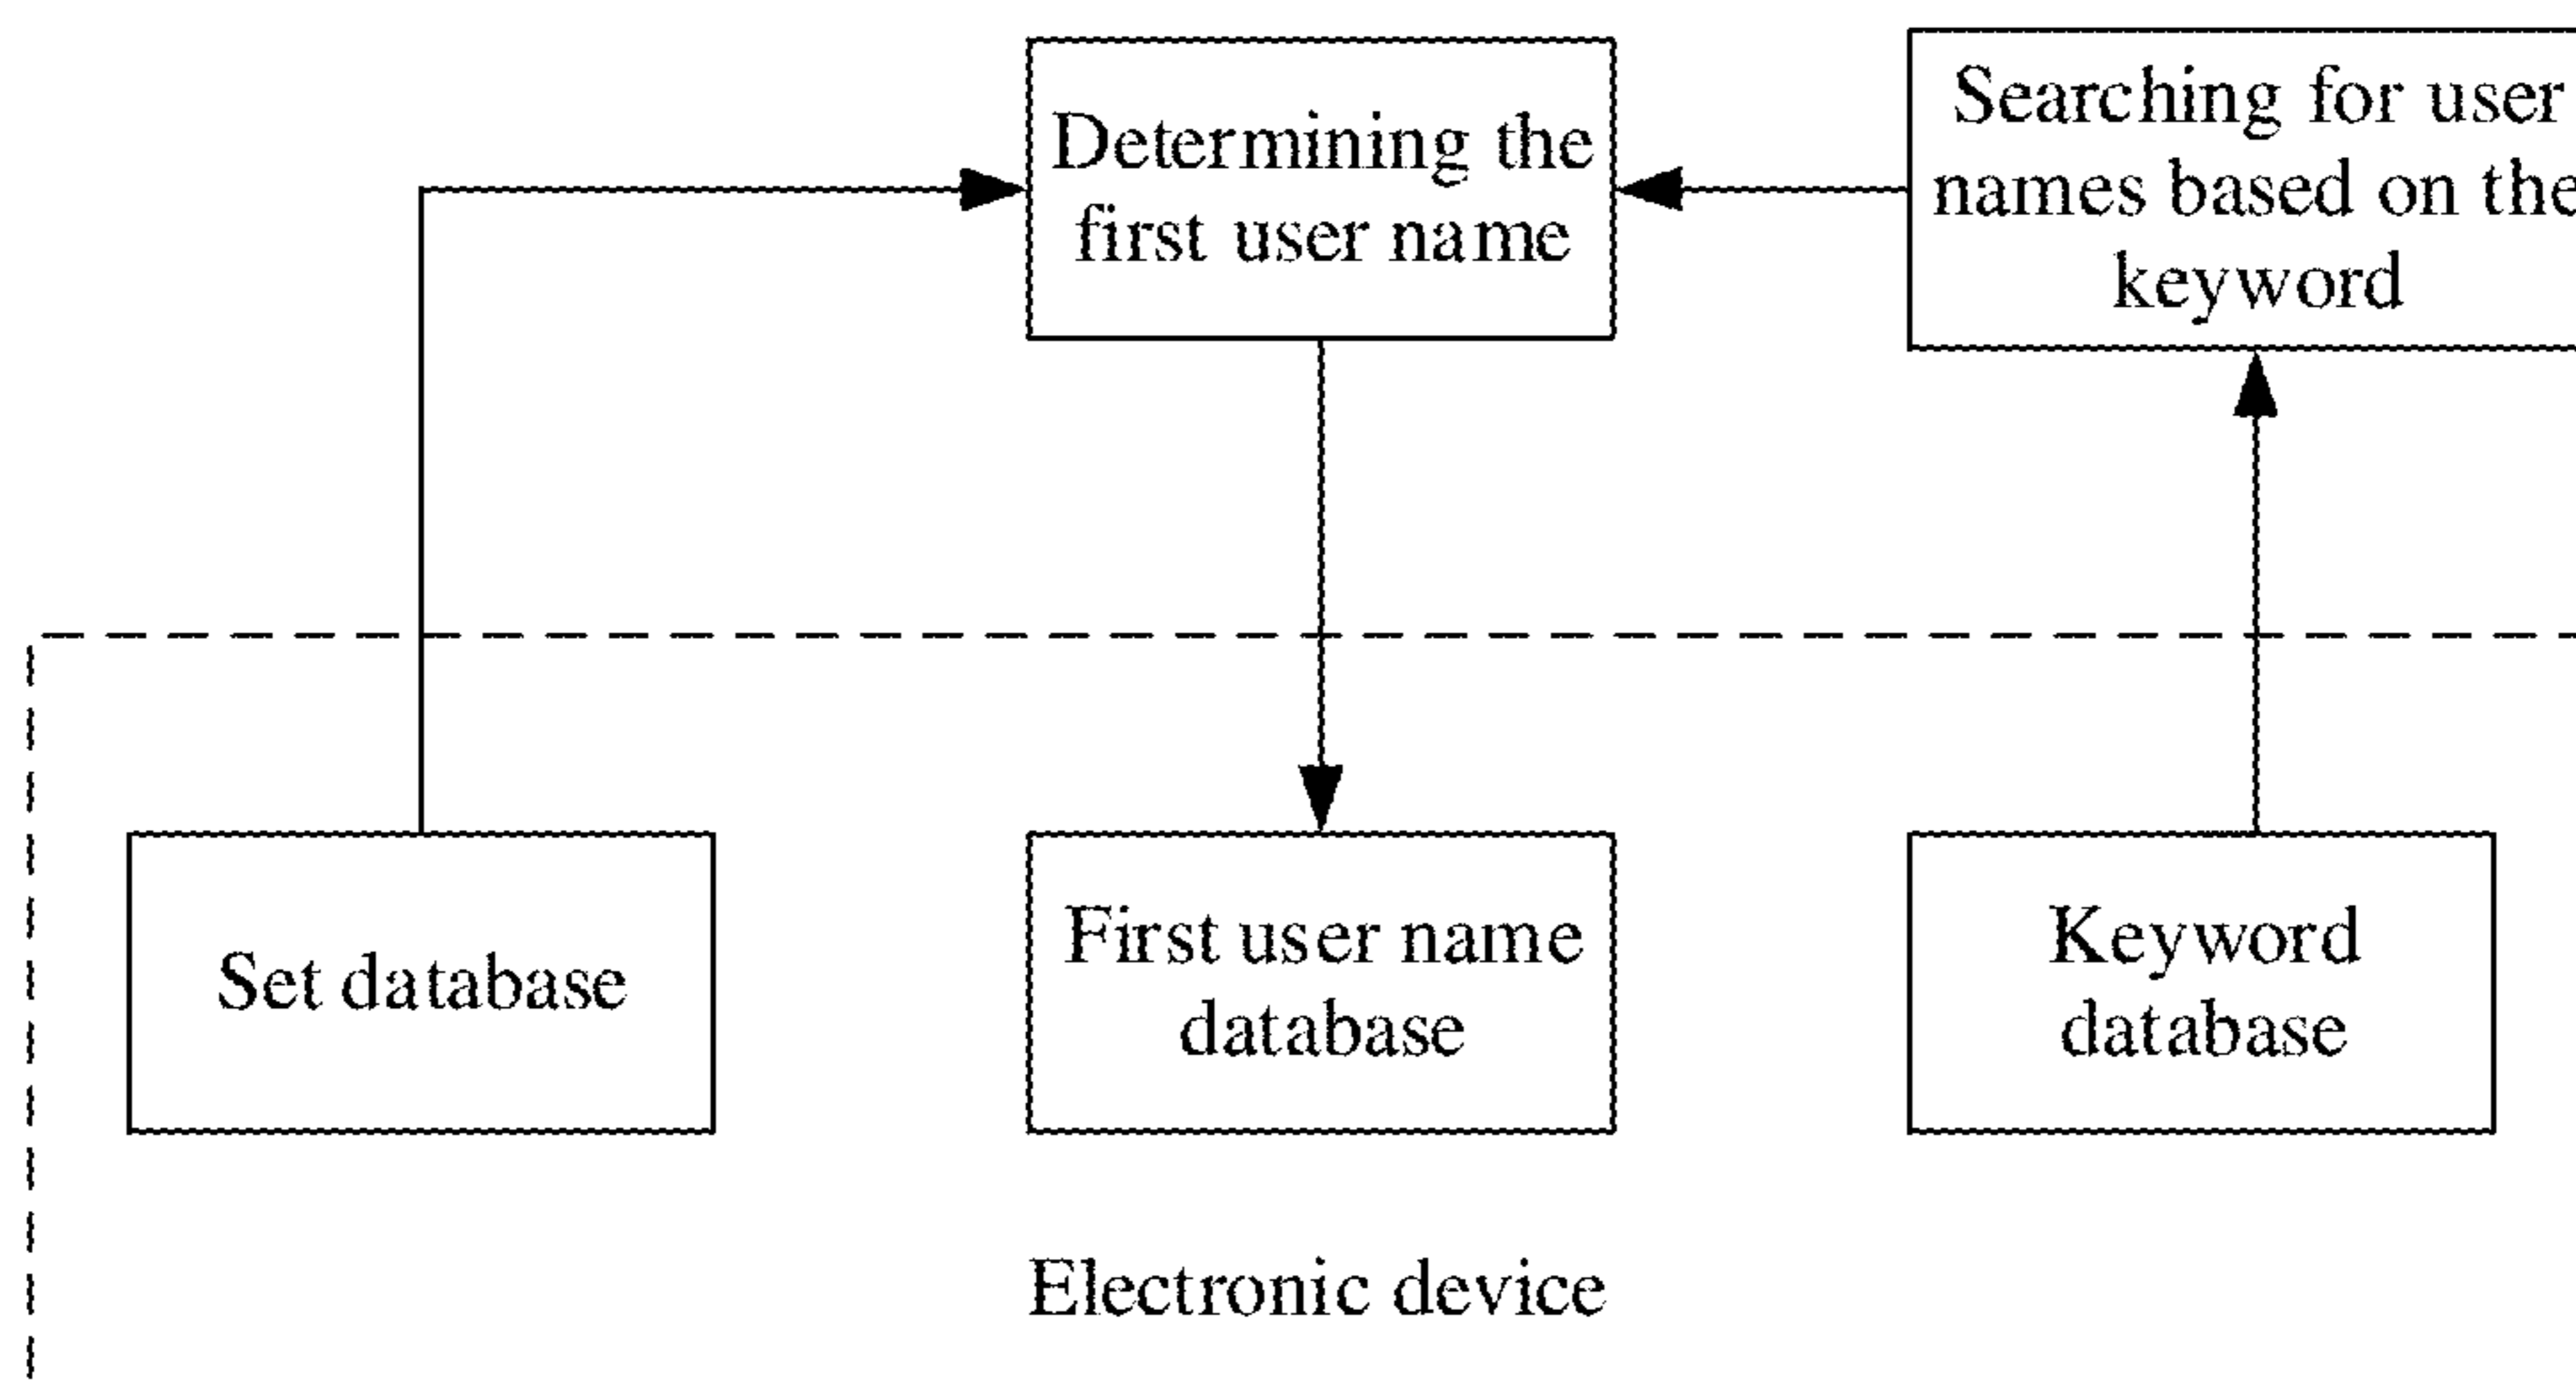 Determining the
first user name
Searching for user
names based on the
keyword
Set database
First user name
database
Keyword
database
Electronic device